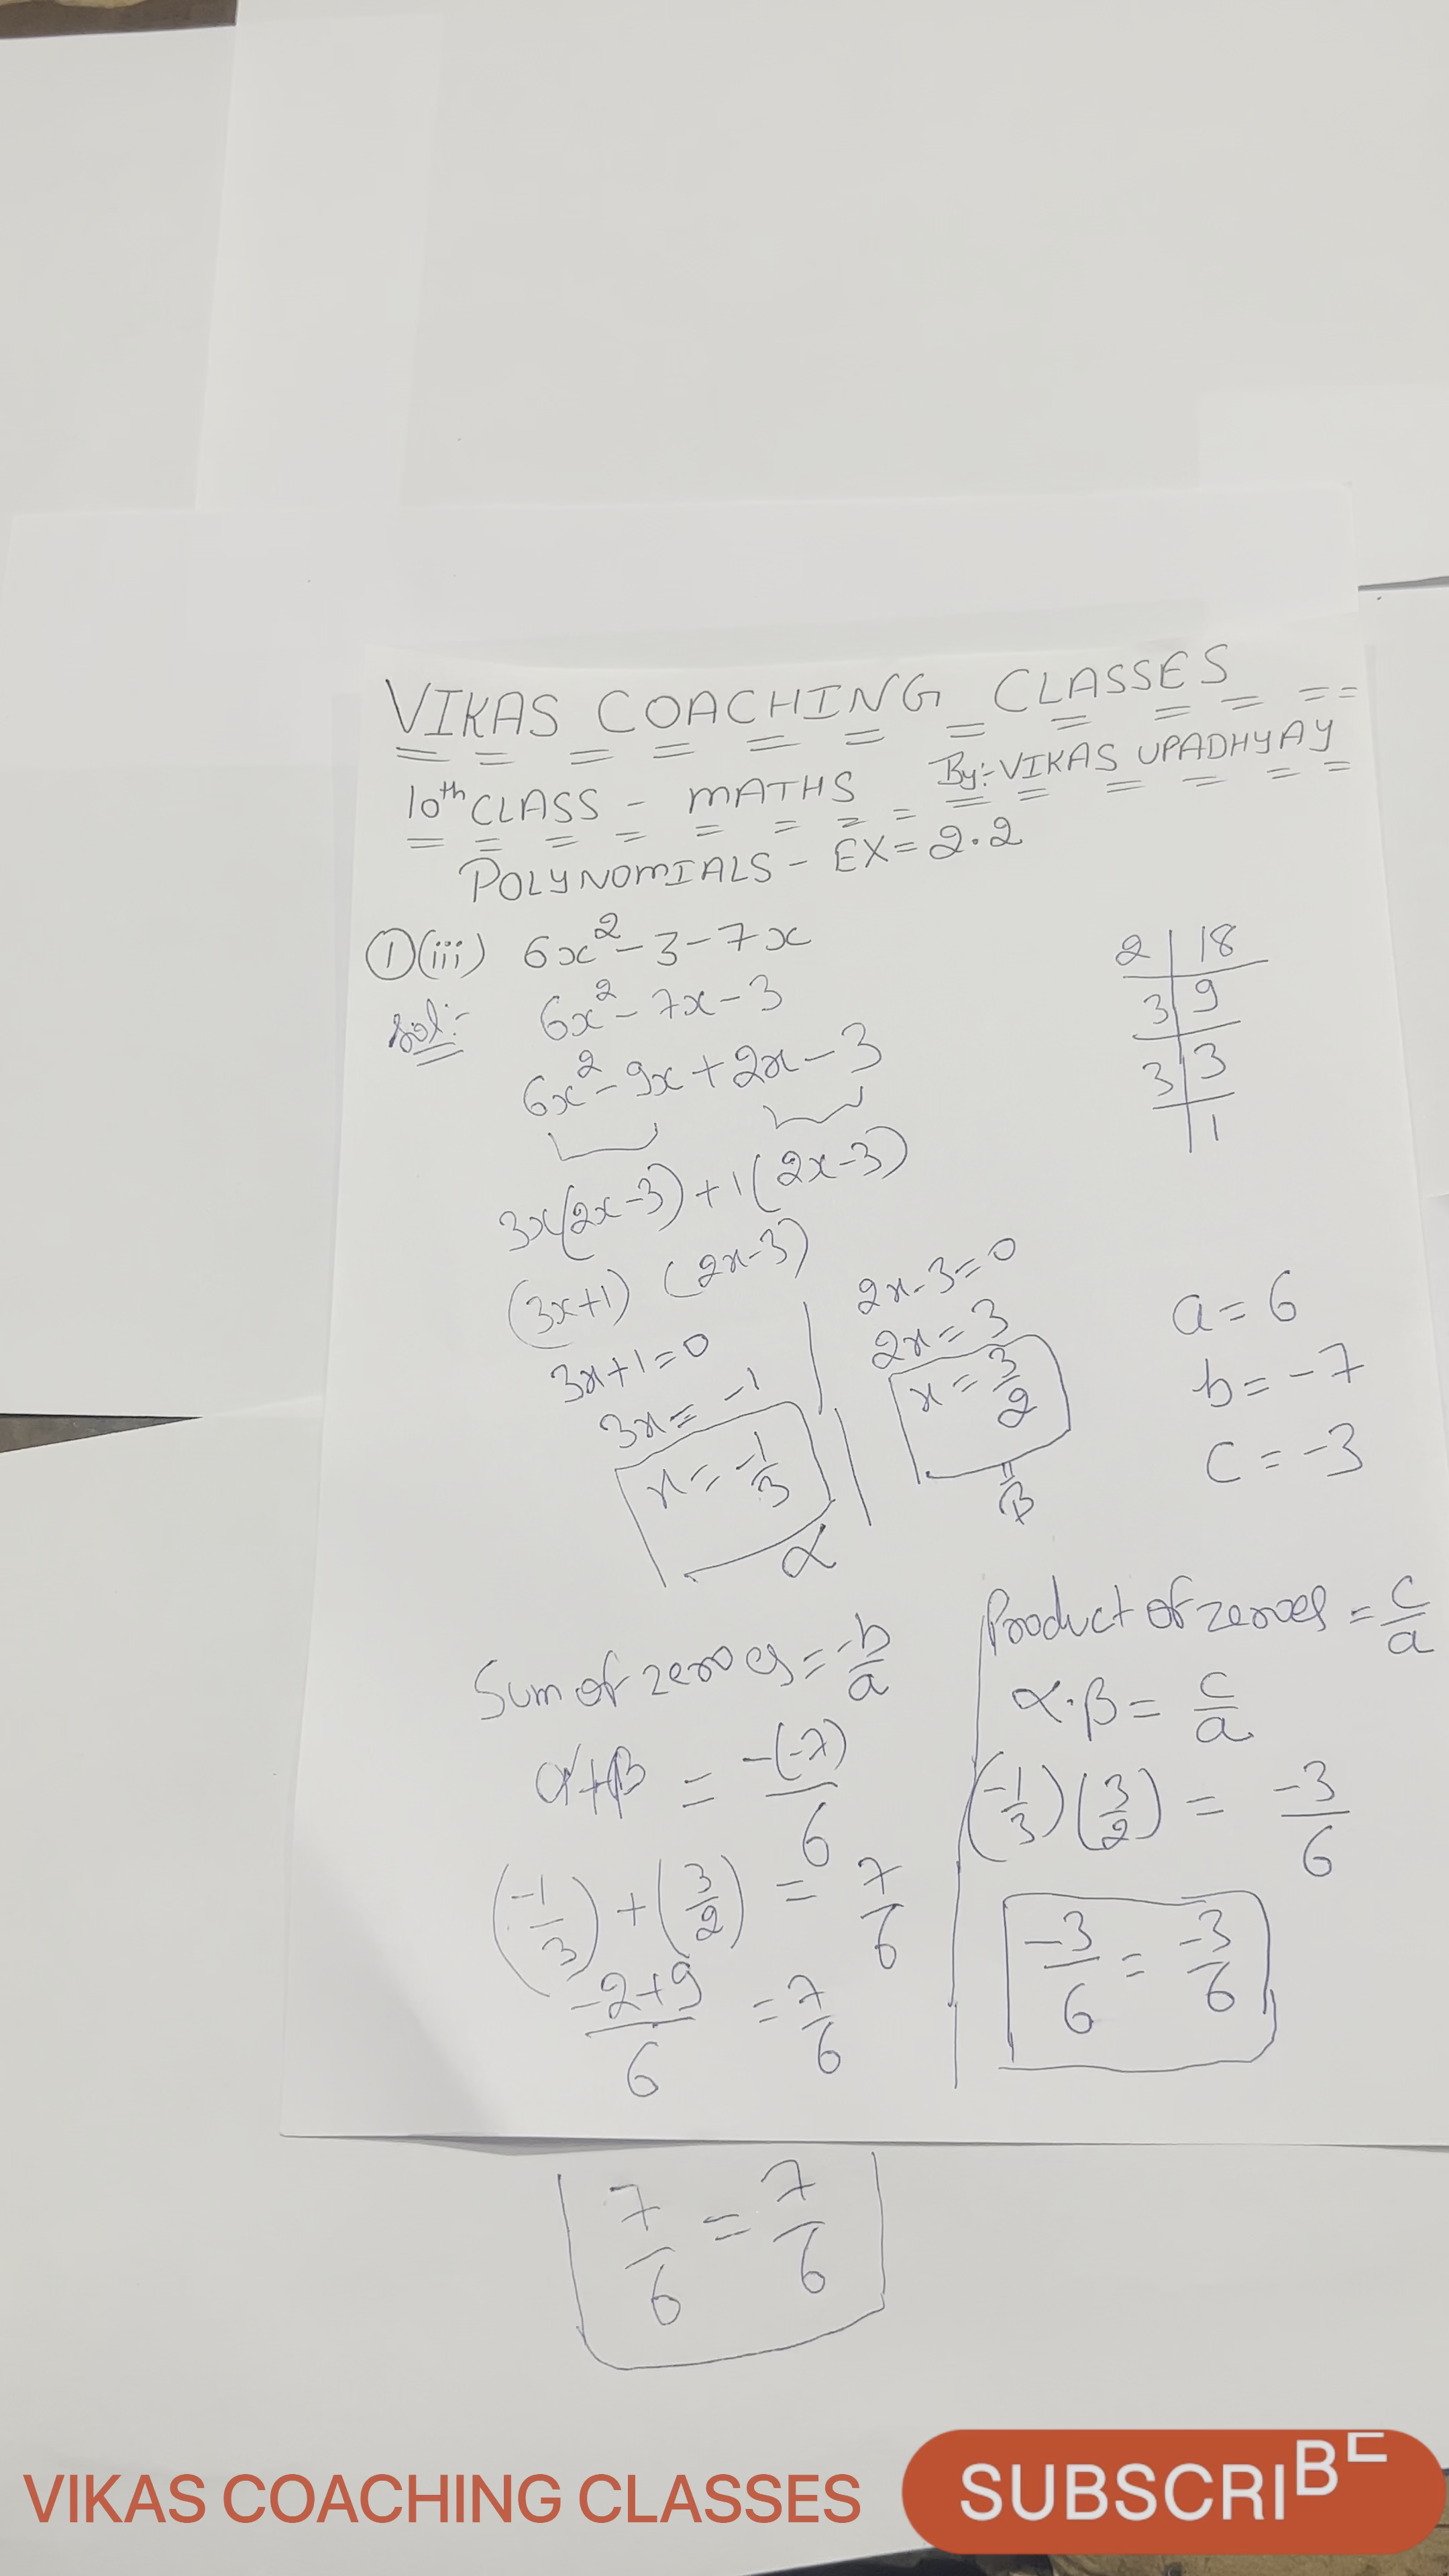 VIKAS COACHING CLASSES
10th CLASS - MATHS By:- VIKAS UPADHYAY
POLYNOMIALS - EX = 2.2
①(iii) 6x² - 3 - 7x
Sol:- 6x² - 7x - 3
6x² - 9x + 2x - 3
3x(2x-3) + 1(2x-3)
(3x+1) (2x-3)
3x+1=0
3x = -1
x = -1/3
α
2x-3=0
2x = 3
x = 3/2
β
2 | 18
3 | 9
3 | 3
| 1
a = 6
b = -7
c = -3
Sum of zeroes = -b/a
α+β = -(-7)/6
(-1/3) + (3/2) = 7/6
-2+9/6 = 7/6
7/6 = 7/6
Product of zeroes = c/a
α.β = c/a
(-1/3)(3/2) = -3/6
-3/6 = -3/6
VIKAS COACHING CLASSES
SUBSCRIBE